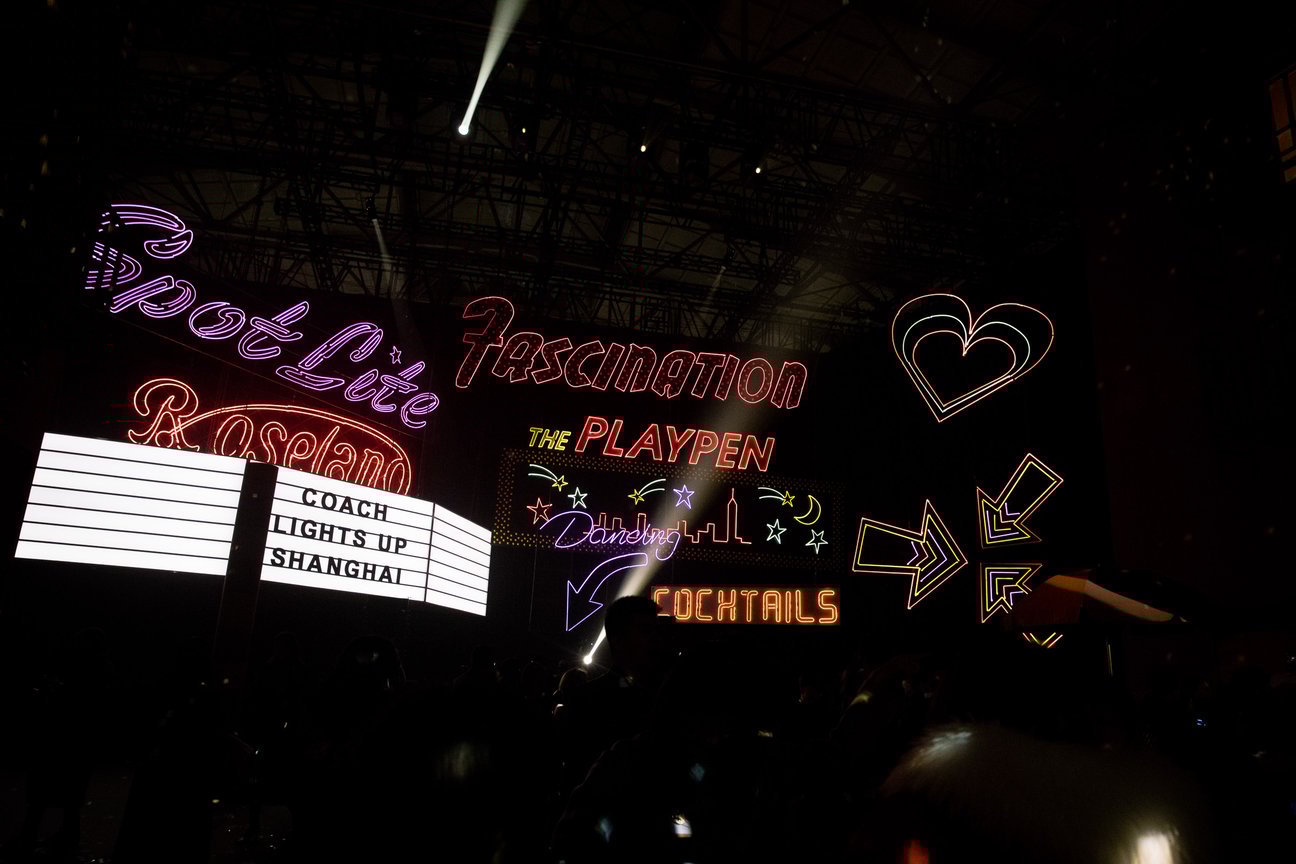 Spot Lite
Roseland
COACH
LIGHTS UP
SHANGHAI
FASCINATION
THE PLAYPEN
Dancing
COCKTAILS